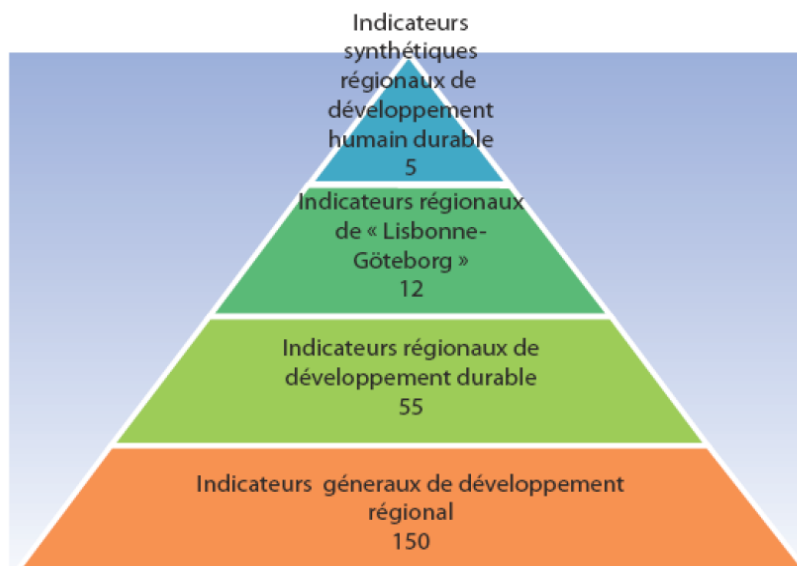 Indicateurs
synthétiques
régionaux de
développement
humain durable
5
Indicateurs régionaux
de « Lisbonne-
Göteborg »
12
Indicateurs régionaux de
développement durable
55
Indicateurs géneraux de développement
régional
150